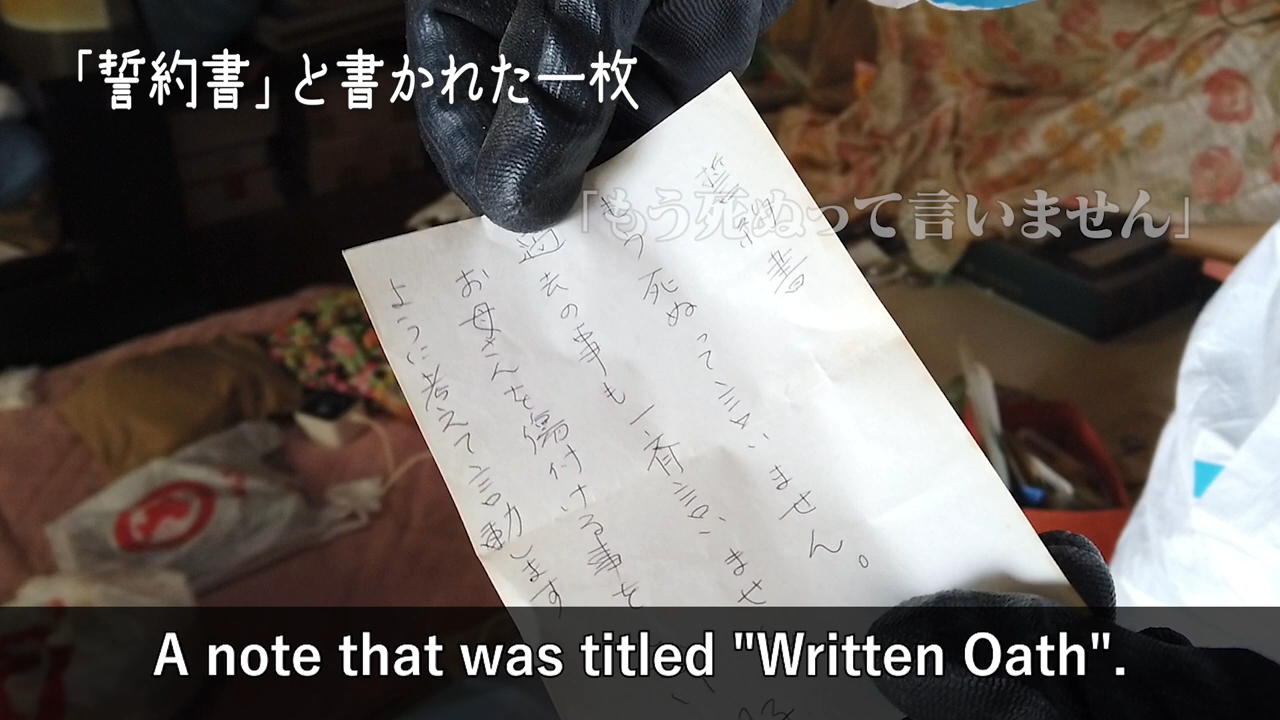 「誓約書」と書かれた一枚
「もう死ぬって言いません」
誓約書
もう死ぬって言いません。
過去の事も一斉言いませ
お母さんを傷付ける事を
ように考えて言動します
A note that was titled "Written Oath".